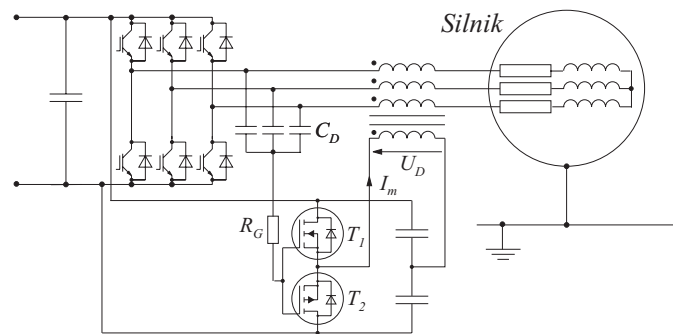 Silnik
C_D
U_D
I_m
R_G
T_1
T_2